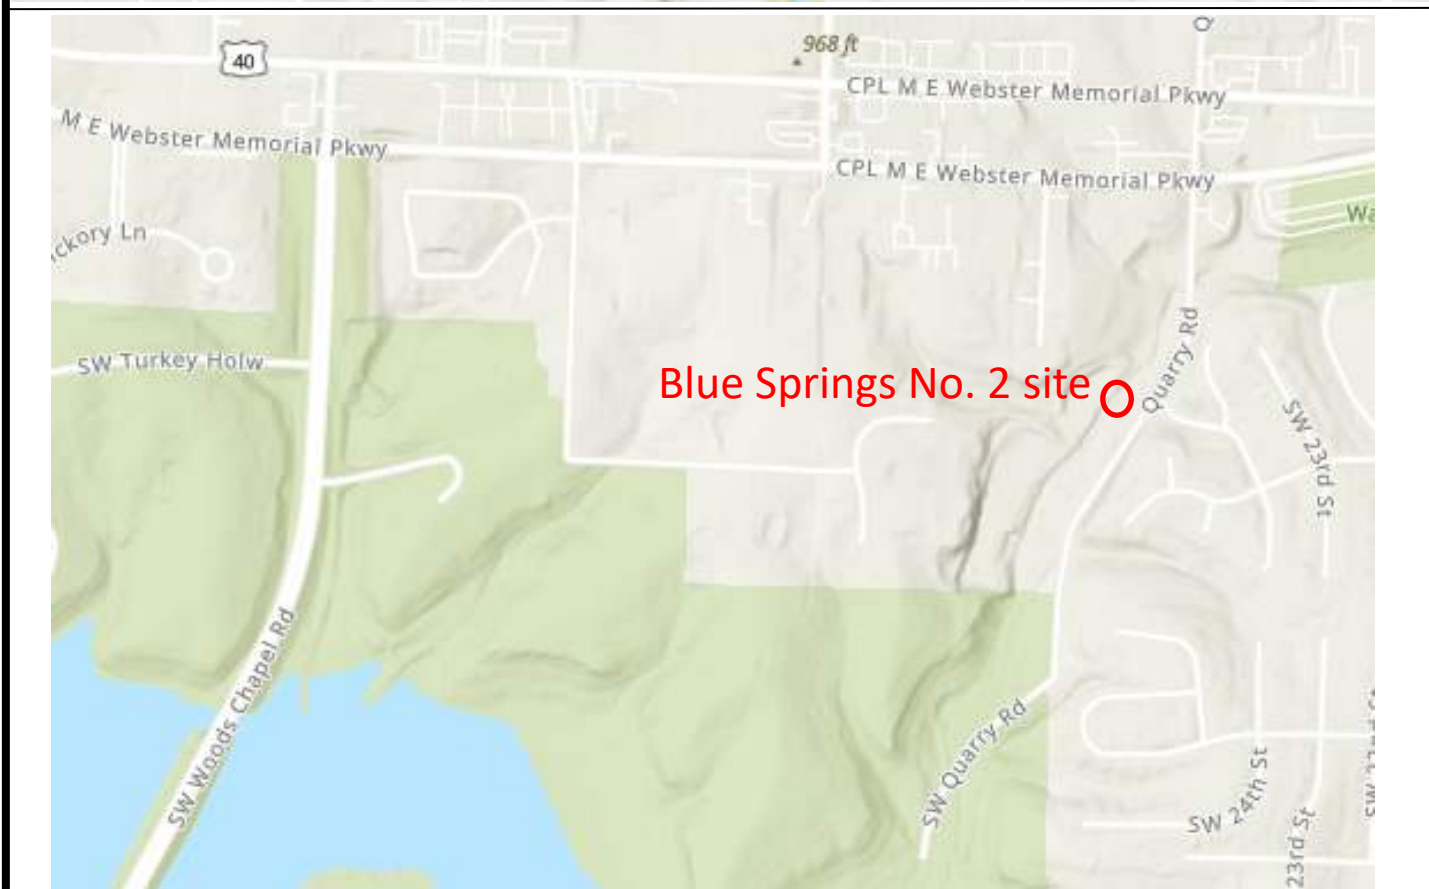 968 ft
40
CPL M E Webster Memorial Pkwy
M E Webster Memorial Pkwy
CPL M E Webster Memorial Pkwy
ckory Ln
Wa
SW Turkey Holw
Blue Springs No. 2 site
Quarry Rd
SW 23rd St
SW Woods Chapel Rd
SW Quarry Rd
SW 24th St
23rd St